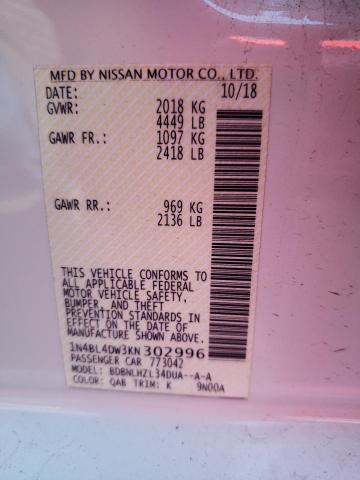 MFD BY NISSAN MOTOR CO., LTD.
DATE: 10/18
GVWR: 2018 KG
4449 LB
GAWR FR.: 1097 KG
2418 LB
GAWR RR.: 969 KG
2136 LB
THIS VEHICLE CONFORMS TO
ALL APPLICABLE FEDERAL
MOTOR VEHICLE SAFETY,
BUMPER, AND THEFT
PREVENTION STANDARDS IN
EFFECT ON THE DATE OF
MANUFACTURE SHOWN ABOVE.
1N4BL4DW3KN302996
PASSENGER CAR 773042
MODEL: BDBNLHZL34DUA--A-A
COLOR: QAB TRIM: K 9N00A